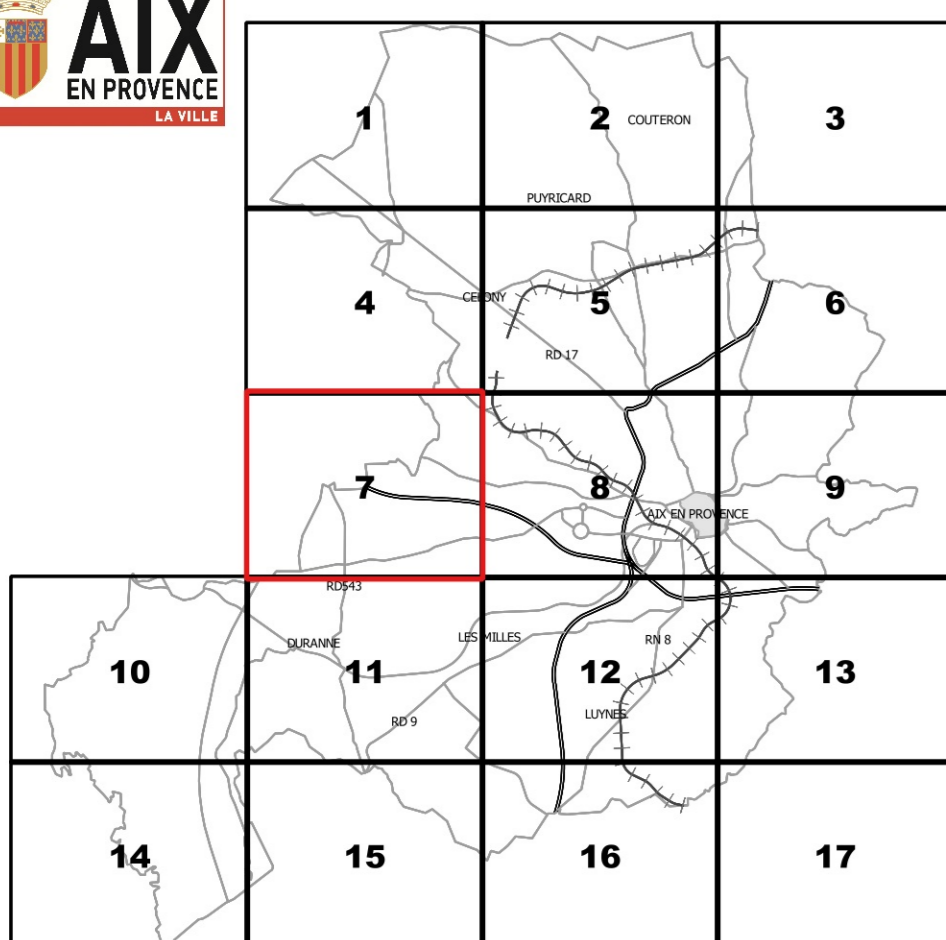 AIX
EN PROVENCE
LA VILLE
1
2
COUTERON
3
PUYRICARD
4
CELONY
5
6
RD 17
7
8
AIX EN PROVENCE
9
RD543
DURANNE
LES MILLES
RN 8
10
11
12
13
RD 9
LUYNES
14
15
16
17